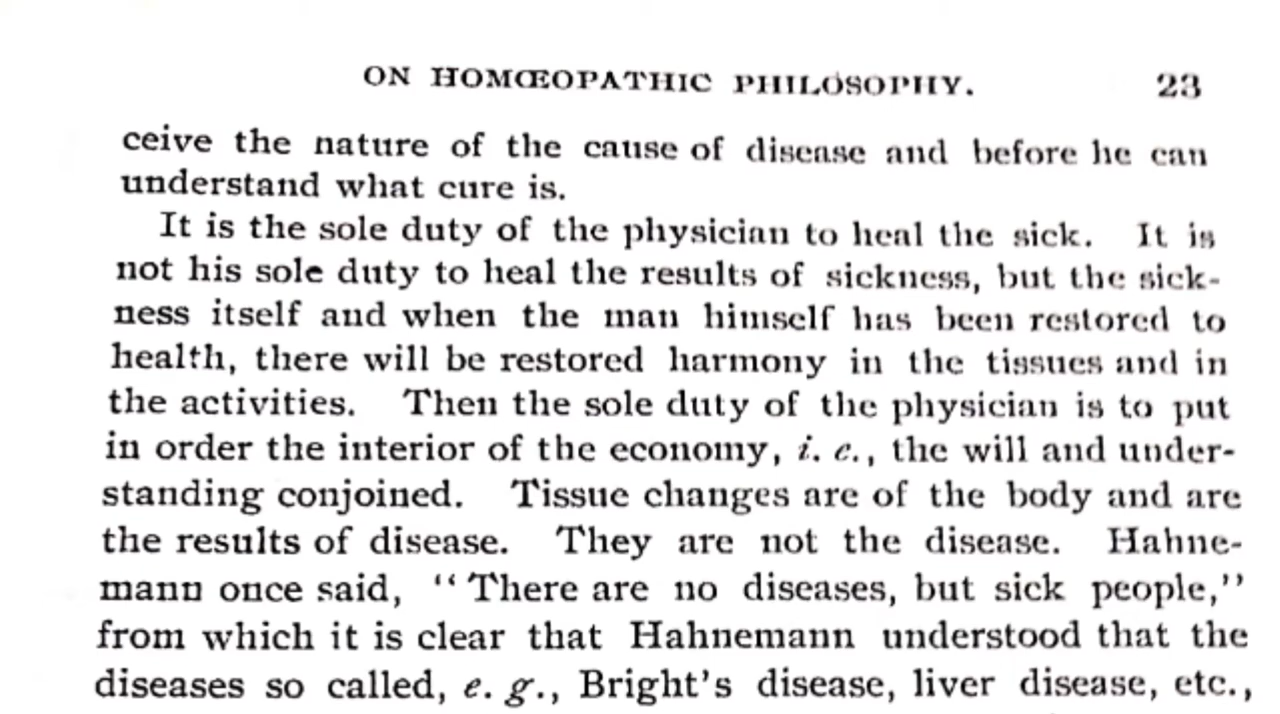 ON HOMŒOPATHIC PHILOSOPHY. 23
ceive the nature of the cause of disease and before he can
understand what cure is.
It is the sole duty of the physician to heal the sick. It is
not his sole duty to heal the results of sickness, but the sick-
ness itself and when the man himself has been restored to
health, there will be restored harmony in the tissues and in
the activities. Then the sole duty of the physician is to put
in order the interior of the economy, i. e., the will and under-
standing conjoined. Tissue changes are of the body and are
the results of disease. They are not the disease. Hahne-
mann once said, “There are no diseases, but sick people,”
from which it is clear that Hahnemann understood that the
diseases so called, e. g., Bright's disease, liver disease, etc.,